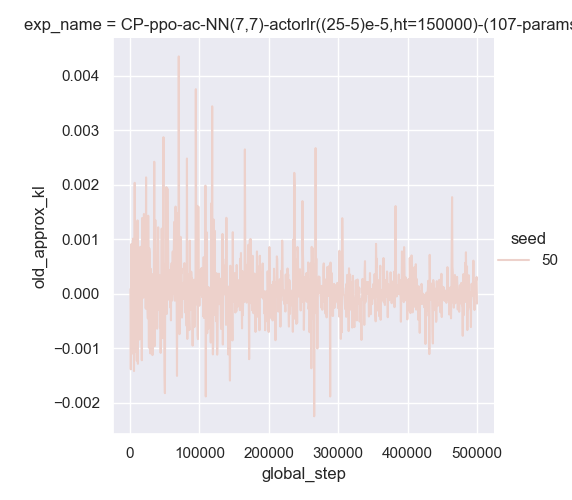 exp_name = CP-ppo-ac-NN(7,7)-actorlr((25-5)e-5,ht=150000)-(107-params
0.004
0.003
0.002
0.001
0.000
−0.001
−0.002
old_approx_kl
0 100000 200000 300000 400000 500000
global_step
seed
50